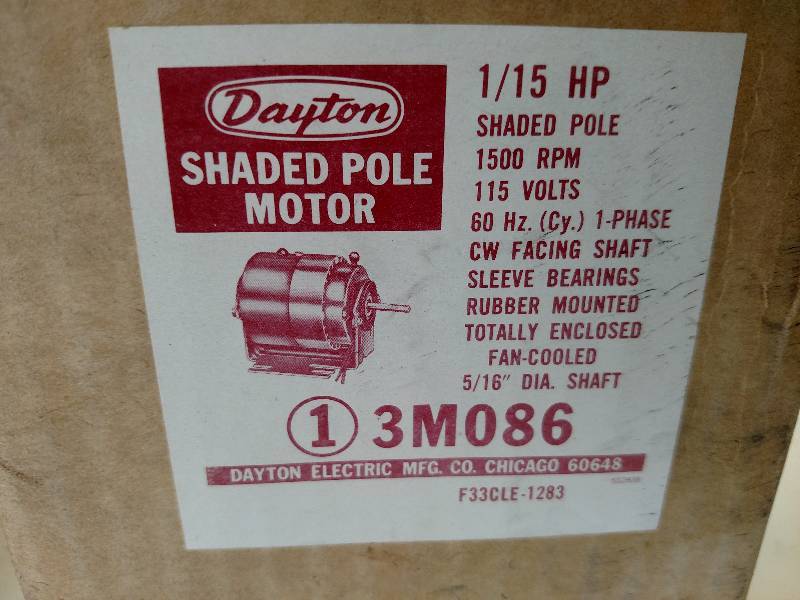 Dayton
SHADED POLE
MOTOR
1/15 HP
SHADED POLE
1500 RPM
115 VOLTS
60 Hz. (Cy.) 1-PHASE
CW FACING SHAFT
SLEEVE BEARINGS
RUBBER MOUNTED
TOTALLY ENCLOSED
FAN-COOLED
5/16" DIA. SHAFT
1 3M086
DAYTON ELECTRIC MFG. CO. CHICAGO 60648
F33CLE-1283